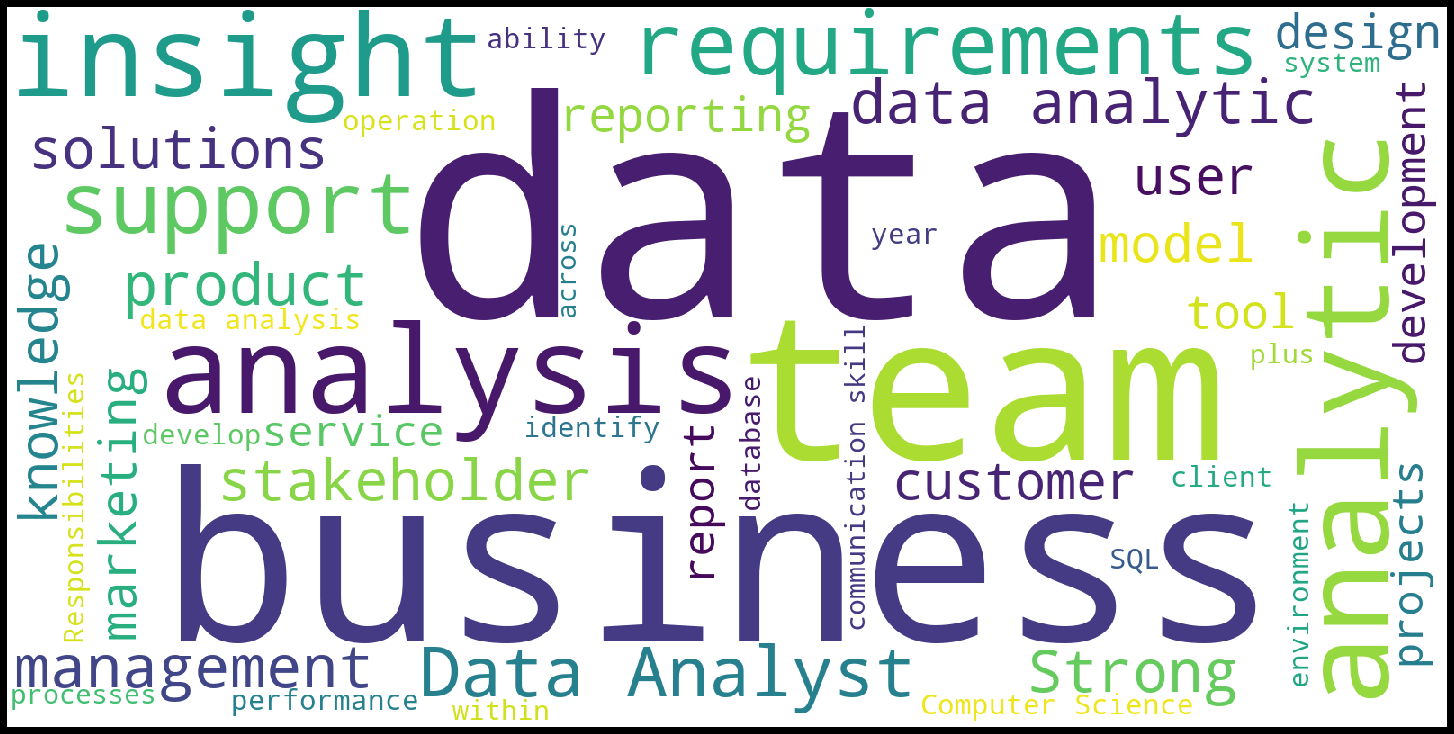 insight
ability
requirements
design
system
operation
reporting
data analytic
solutions
support
data
user
development
across
year
model
knowledge
product
data analysis
tool
analysis
team
plus
analytic
Responsibilities
marketing
develop
service
identify
report
database
communication skill
stakeholder
customer
client
projects
business
SQL
environment
management
Data Analyst
Strong
processes
performance
within
Computer Science